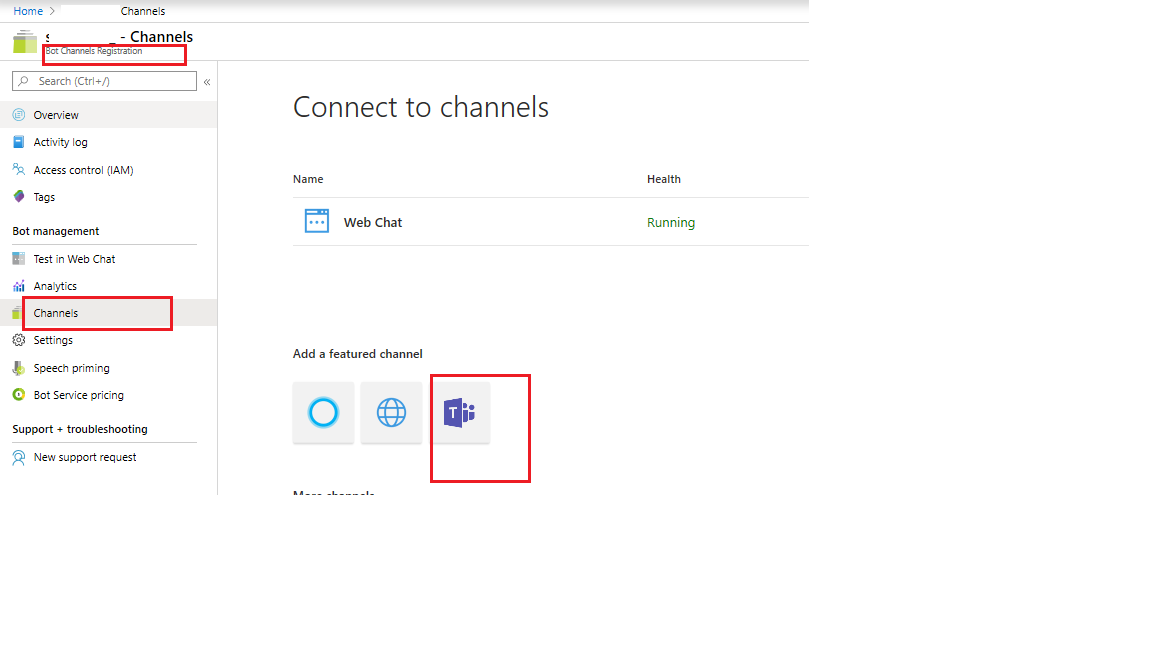 Home > Channels
- Channels
Bot Channels Registration
Search (Ctrl+/) «
Overview
Activity log
Access control (IAM)
Tags
Bot management
Test in Web Chat
Analytics
Channels
Settings
Speech priming
Bot Service pricing
Support + troubleshooting
New support request
Connect to channels
Name Health
Web Chat Running
Add a featured channel
T
More channels